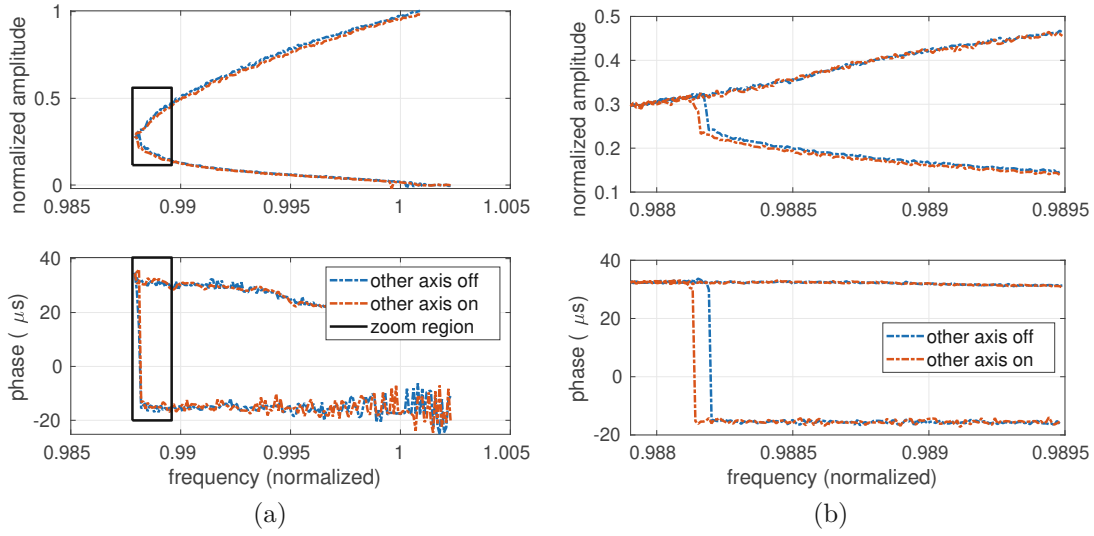 1
0.5
0
normalized amplitude
0.985
0.99
0.995
1
1.005
40
20
0
-20
phase ( μs)
other axis off
other axis on
zoom region
0.985
0.99
0.995
1
1.005
frequency (normalized)
(a)
0.5
0.4
0.3
0.2
0.1
normalized amplitude
0.988
0.9885
0.989
0.9895
40
20
0
-20
phase ( μs)
other axis off
other axis on
0.988
0.9885
0.989
0.9895
frequency (normalized)
(b)